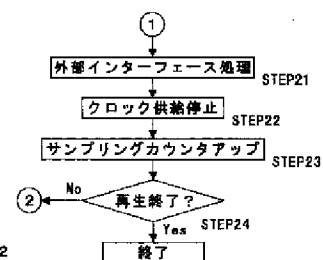 1
外部インターフェース処理
STEP21
クロック供給停止
STEP22
サンプリングカウンタアップ
STEP23
2
No
再生終了？
STEP24
Yes
2
終了